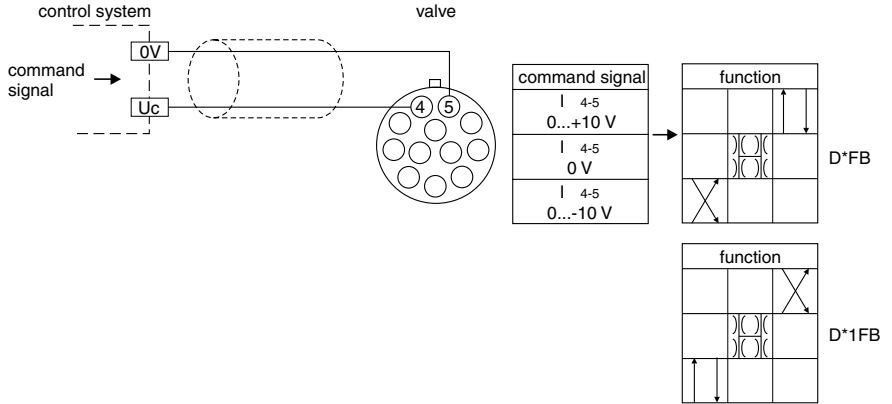 control system
valve
0V
command
signal
Uc
4 5
command signal
I 4-5
0...+10 V
I 4-5
0 V
I 4-5
0...-10 V
function
D*FB
function
D*1FB